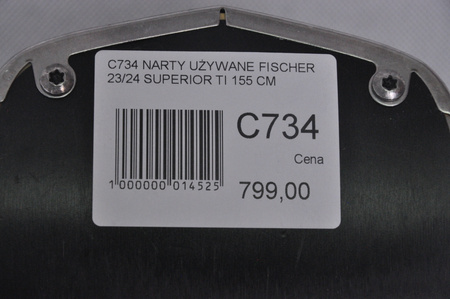 C734 NARTY UŻYWANE FISCHER
23/24 SUPERIOR TI 155 CM
C734
Cena
799,00
1 000000 014525